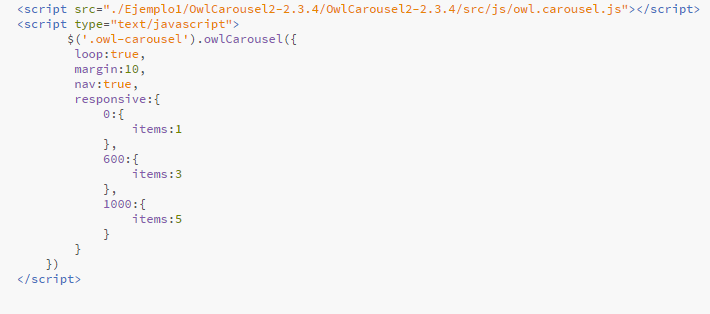 <script src="./Ejemplo1/OwlCarousel2-2.3.4/OwlCarousel2-2.3.4/src/js/owl.carousel.js"></script>
<script type="text/javascript">
$('.owl-carousel').owlCarousel({
loop:true,
margin:10,
nav:true,
responsive:{
0:{
items:1
},
600:{
items:3
},
1000:{
items:5
}
}
})
</script>